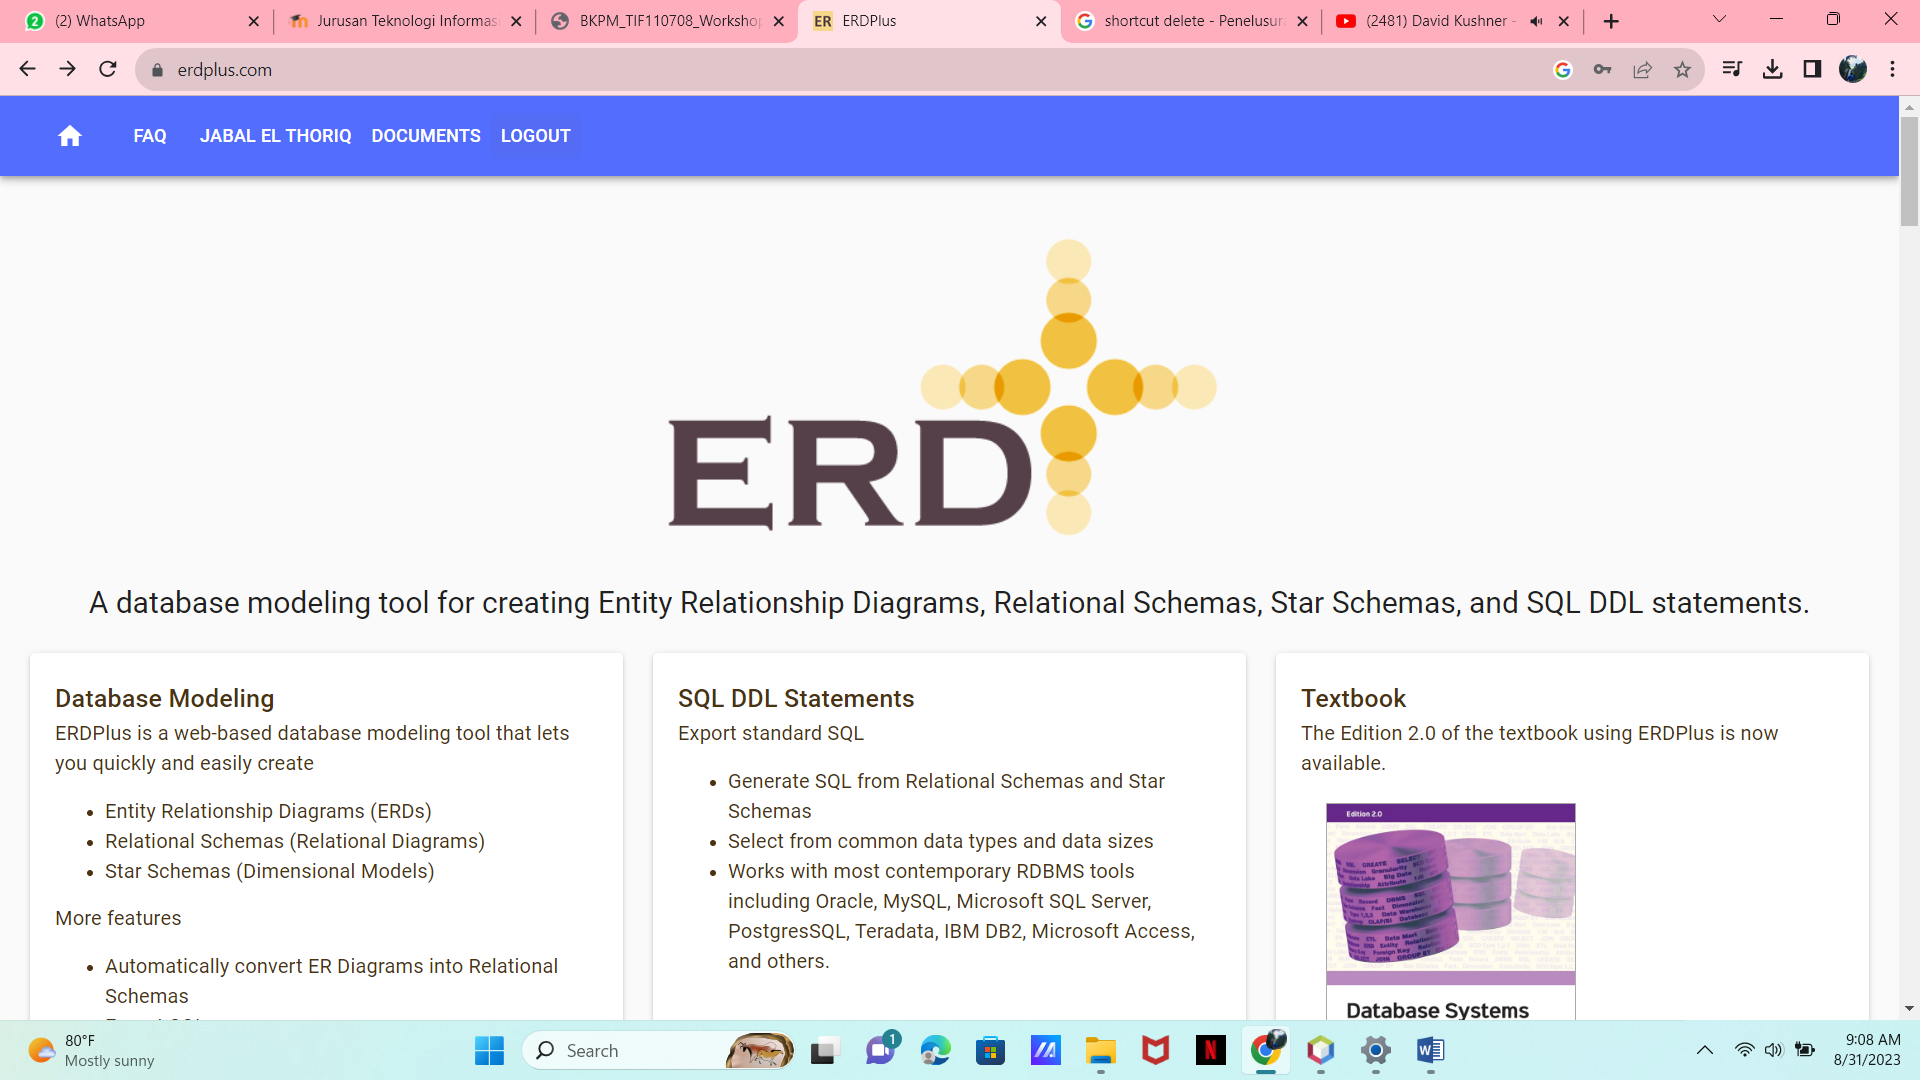 (2) WhatsApp
Jurusan Teknologi Informas
BKPM_TIF110708_Workshop
ER ERDPlus
shortcut delete - Penelusura
(2481) David Kushner -
erdplus.com
FAQ JABAL EL THORIQ DOCUMENTS LOGOUT
ERD
A database modeling tool for creating Entity Relationship Diagrams, Relational Schemas, Star Schemas, and SQL DDL statements.
Database Modeling
ERDPlus is a web-based database modeling tool that lets
you quickly and easily create
• Entity Relationship Diagrams (ERDs)
• Relational Schemas (Relational Diagrams)
• Star Schemas (Dimensional Models)
More features
• Automatically convert ER Diagrams into Relational
Schemas
SQL DDL Statements
Export standard SQL
• Generate SQL from Relational Schemas and Star
Schemas
• Select from common data types and data sizes
• Works with most contemporary RDBMS tools
including Oracle, MySQL, Microsoft SQL Server,
PostgresSQL, Teradata, IBM DB2, Microsoft Access,
and others.
Textbook
The Edition 2.0 of the textbook using ERDPlus is now
available.
Edition 2.0
Database Systems
80°F
Mostly sunny
Search
1
9:08 AM
8/31/2023